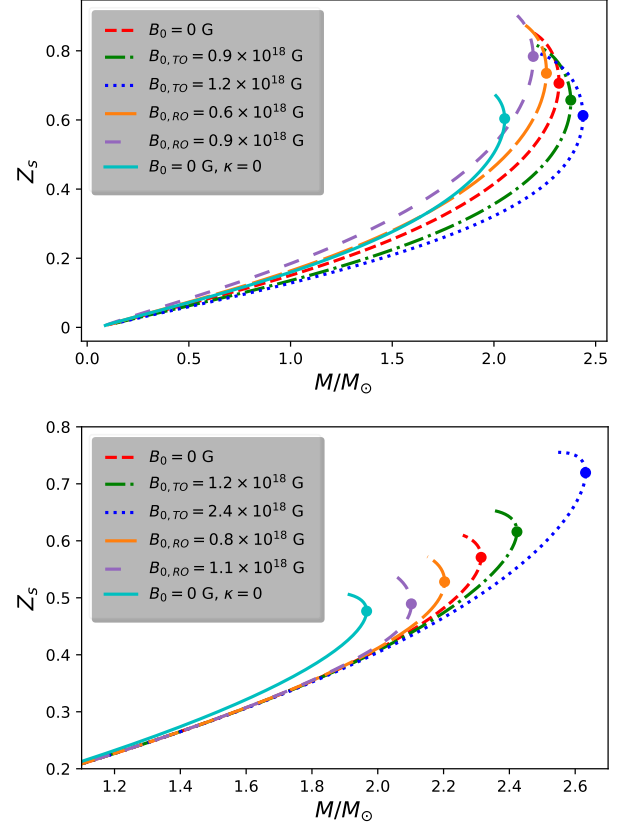 0.8
0.6
0.4
0.2
0
Z_s
B_0 = 0 G
B_{0,TO} = 0.9 × 10^{18} G
B_{0,TO} = 1.2 × 10^{18} G
B_{0,RO} = 0.6 × 10^{18} G
B_{0,RO} = 0.9 × 10^{18} G
B_0 = 0 G, κ = 0
0.0 0.5 1.0 1.5 2.0 2.5
M/M_⊙
0.8
0.7
0.6
0.5
0.4
0.3
0.2
Z_s
B_0 = 0 G
B_{0,TO} = 1.2 × 10^{18} G
B_{0,TO} = 2.4 × 10^{18} G
B_{0,RO} = 0.8 × 10^{18} G
B_{0,RO} = 1.1 × 10^{18} G
B_0 = 0 G, κ = 0
1.2 1.4 1.6 1.8 2.0 2.2 2.4 2.6
M/M_⊙